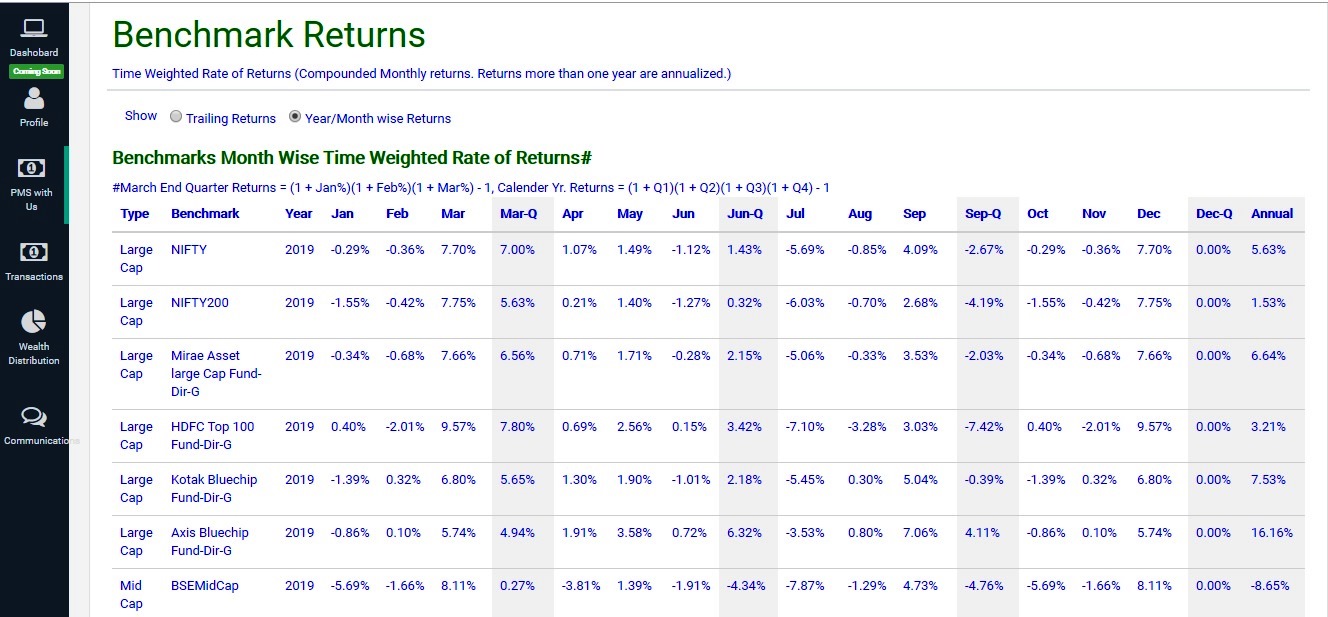 Dashobard
Coming Soon
Profile
PMS with
Us
Transactions
Wealth
Distribution
Communications
Benchmark Returns
Time Weighted Rate of Returns (Compounded Monthly returns. Returns more than one year are annualized.)
Show Trailing Returns Year/Month wise Returns
Benchmarks Month Wise Time Weighted Rate of Returns#
#March End Quarter Returns = (1 + Jan%)(1 + Feb%)(1 + Mar%) - 1, Calender Yr. Returns = (1 + Q1)(1 + Q2)(1 + Q3)(1 + Q4) - 1
Type Benchmark Year Jan Feb Mar Mar-Q Apr May Jun Jun-Q Jul Aug Sep Sep-Q Oct Nov Dec Dec-Q Annual
Large NIFTY 2019 -0.29% -0.36% 7.70% 7.00% 1.07% 1.49% -1.12% 1.43% -5.69% -0.85% 4.09% -2.67% -0.29% -0.36% 7.70% 0.00% 5.63%
Cap
Large NIFTY200 2019 -1.55% -0.42% 7.75% 5.63% 0.21% 1.40% -1.27% 0.32% -6.03% -0.70% 2.68% -4.19% -1.55% -0.42% 7.75% 0.00% 1.53%
Cap
Large Mirae Asset 2019 -0.34% -0.68% 7.66% 6.56% 0.71% 1.71% -0.28% 2.15% -5.06% -0.33% 3.53% -2.03% -0.34% -0.68% 7.66% 0.00% 6.64%
Cap large Cap Fund-
Dir-G
Large HDFC Top 100 2019 0.40% -2.01% 9.57% 7.80% 0.69% 2.56% 0.15% 3.42% -7.10% -3.28% 3.03% -7.42% 0.40% -2.01% 9.57% 0.00% 3.21%
Cap Fund-Dir-G
Large Kotak Bluechip 2019 -1.39% 0.32% 6.80% 5.65% 1.30% 1.90% -1.01% 2.18% -5.45% 0.30% 5.04% -0.39% -1.39% 0.32% 6.80% 0.00% 7.53%
Cap Fund-Dir-G
Large Axis Bluechip 2019 -0.86% 0.10% 5.74% 4.94% 1.91% 3.58% 0.72% 6.32% -3.53% 0.80% 7.06% 4.11% -0.86% 0.10% 5.74% 0.00% 16.16%
Cap Fund-Dir-G
Mid BSEMidCap 2019 -5.69% -1.66% 8.11% 0.27% -3.81% 1.39% -1.91% -4.34% -7.87% -1.29% 4.73% -4.76% -5.69% -1.66% 8.11% 0.00% -8.65%
Cap